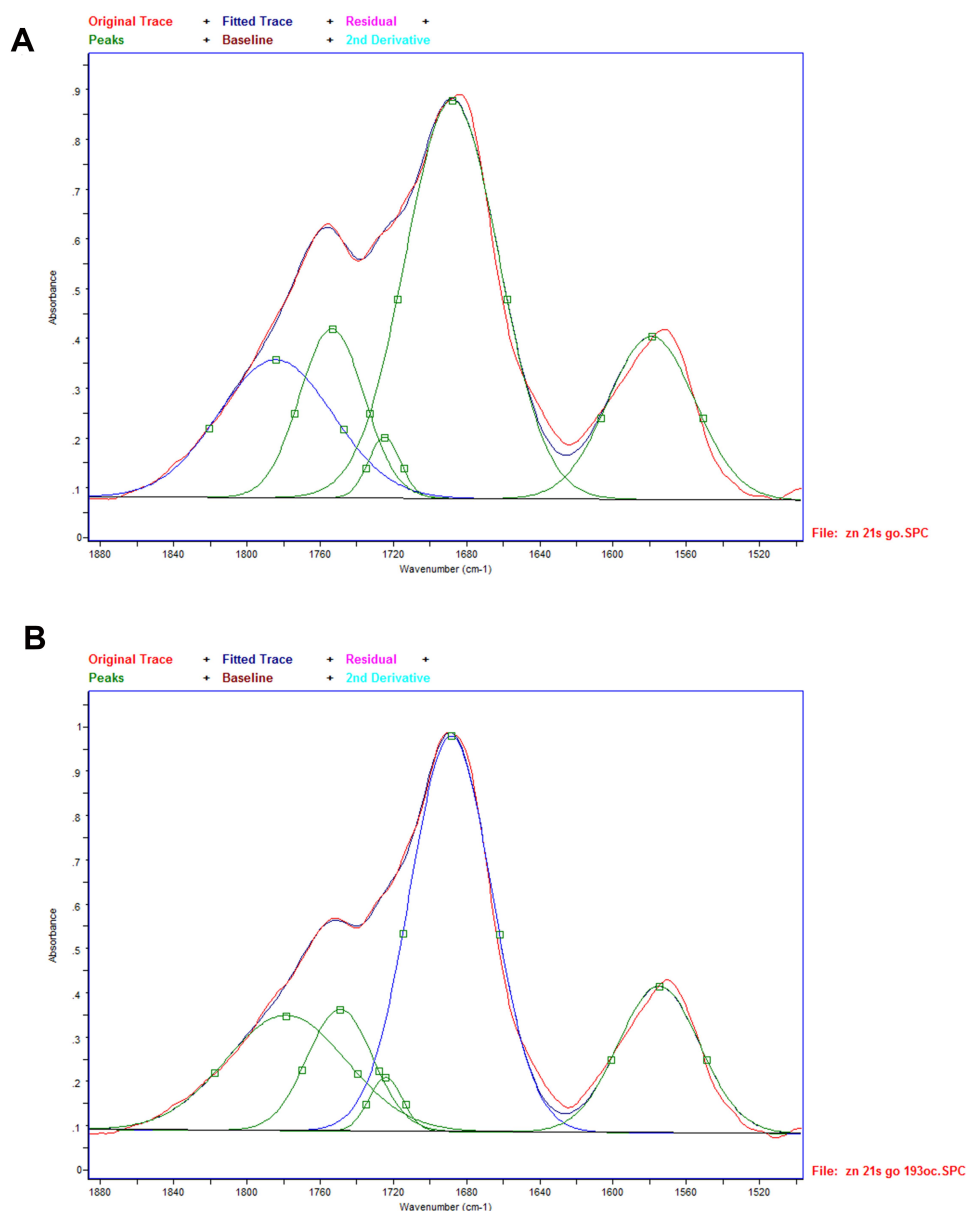 A
Original Trace + Fitted Trace + Residual +
Peaks + Baseline + 2nd Derivative
.9
.8
.7
.6
.5
.4
.3
.2
.1
0
Absorbance
1880 1840 1800 1760 1720 1680 1640 1600 1560 1520
Wavenumber (cm-1)
File: zn 21s go.SPC
B
Original Trace + Fitted Trace + Residual +
Peaks + Baseline + 2nd Derivative
1
.9
.8
.7
.6
.5
.4
.3
.2
.1
0
Absorbance
1880 1840 1800 1760 1720 1680 1640 1600 1560 1520
Wavenumber (cm-1)
File: zn 21s go 193oc.SPC